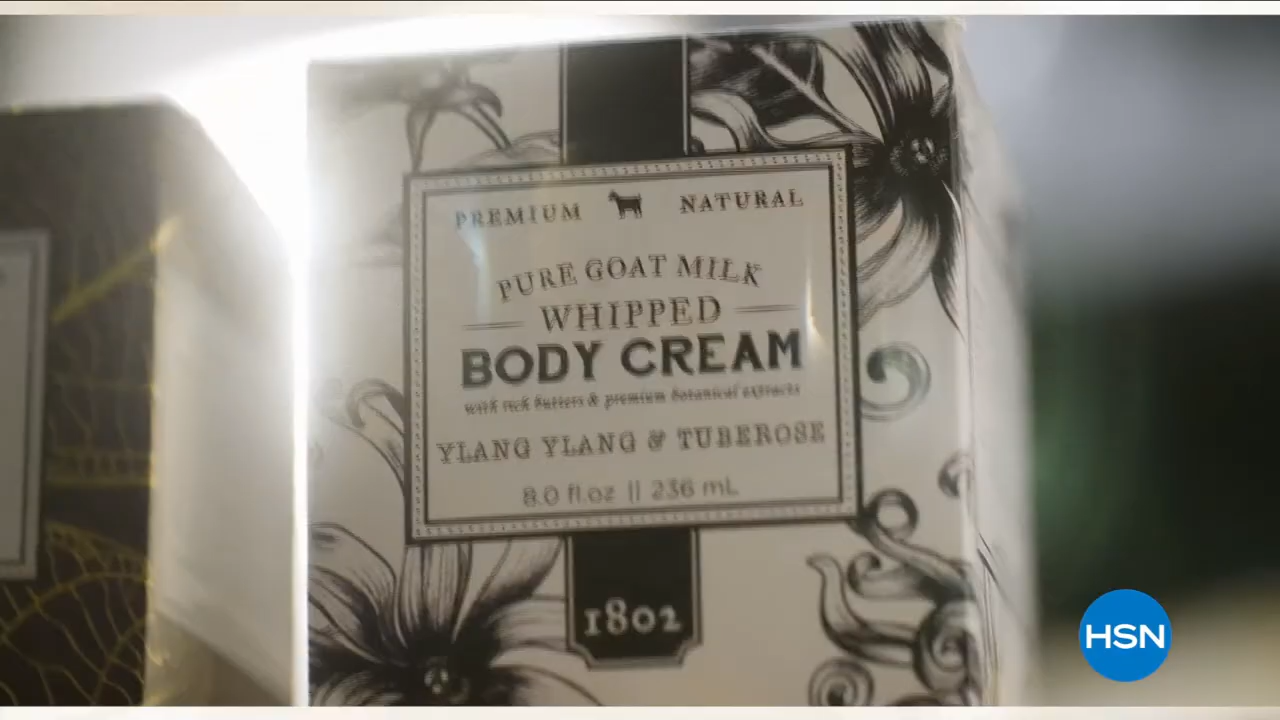 PREMIUM NATURAL
PURE GOAT MILK
WHIPPED
BODY CREAM
with rich butters & premium botanical extracts
YLANG YLANG & TUBEROSE
8.0 fl.oz || 236 mL
1802
HSN